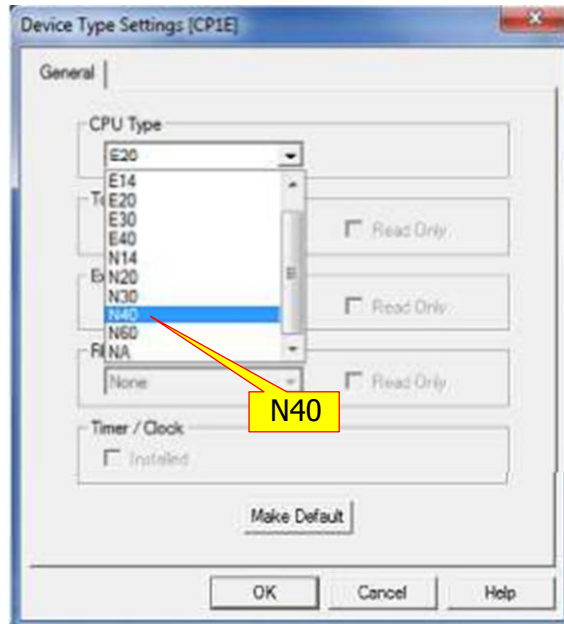 Device Type Settings [CP1E]
General
CPU Type
E20
E14
E20
E30
E40
N14
N20
N30
N40
N60
NA
Read Only
Read Only
None
Read Only
N40
Timer / Clock
Installed
Make Default
OK Cancel Help